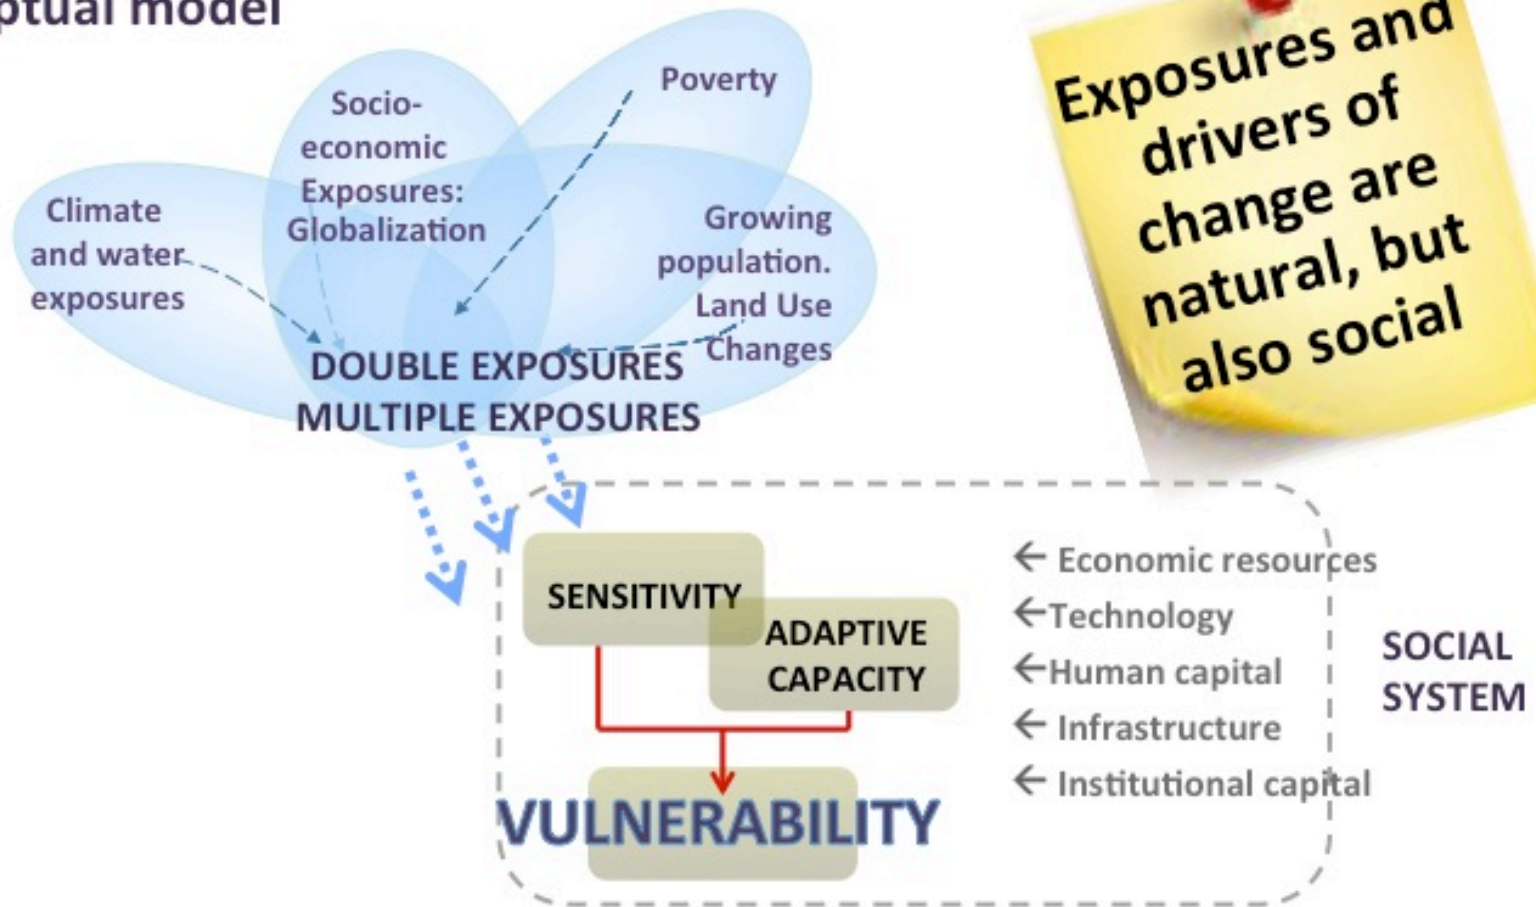 ptual model
Socio-
economic
Exposures:
Globalization
Poverty
Climate
and water
exposures
Growing
population.
Land Use
Changes
DOUBLE EXPOSURES
MULTIPLE EXPOSURES
Exposures and
drivers of
change are
natural, but
also social
SENSITIVITY
ADAPTIVE
CAPACITY
VULNERABILITY
← Economic resources
←Technology
←Human capital
← Infrastructure
← Institutional capital
SOCIAL
SYSTEM